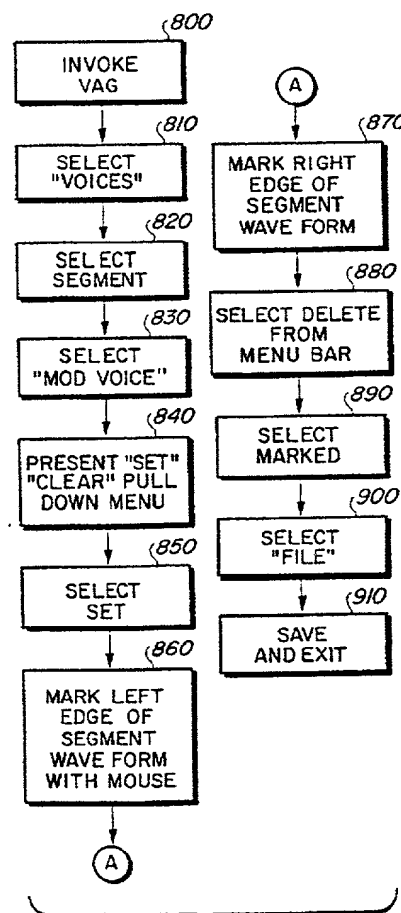 800
INVOKE
VAG
810
SELECT
"VOICES"
820
SELECT
SEGMENT
830
SELECT
"MOD VOICE"
840
PRESENT "SET"
"CLEAR" PULL
DOWN MENU
850
SELECT
SET
860
MARK LEFT
EDGE OF
SEGMENT
WAVE FORM
WITH MOUSE
A
A
870
MARK RIGHT
EDGE OF
SEGMENT
WAVE FORM
880
SELECT DELETE
FROM
MENU BAR
890
SELECT
MARKED
900
SELECT
"FILE"
910
SAVE
AND EXIT